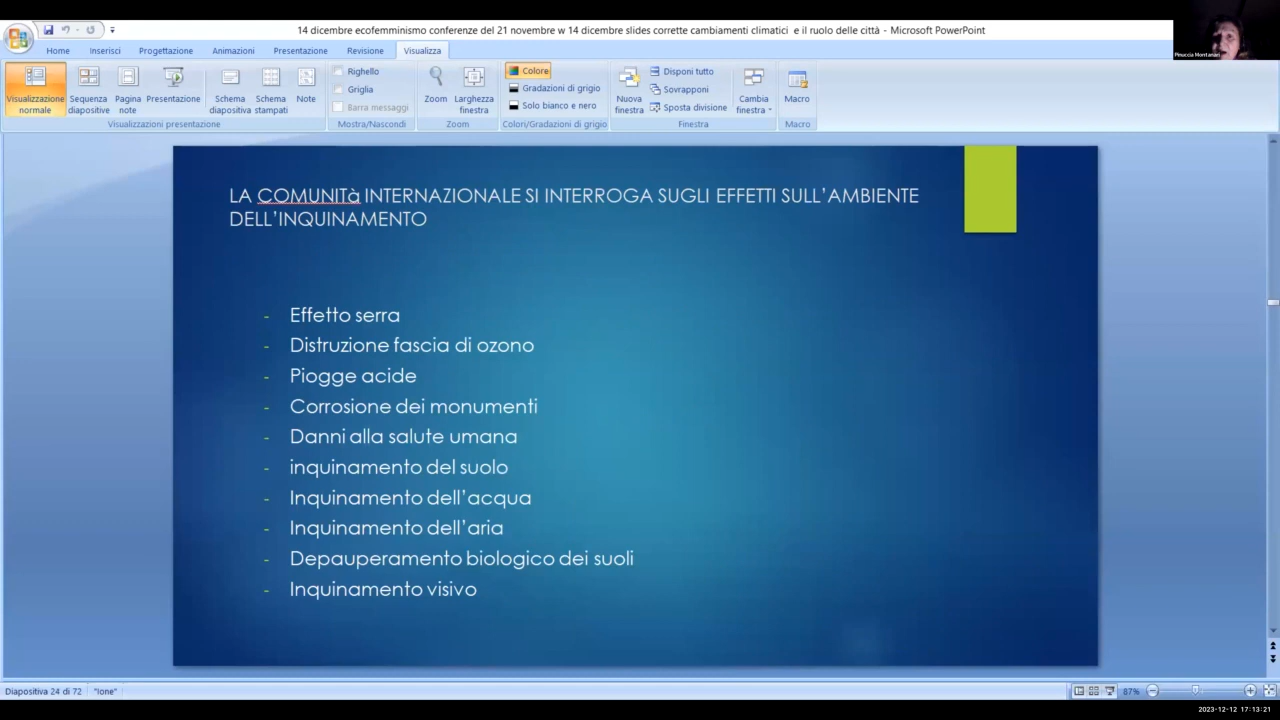 14 dicembre ecofemminismo conferenze del 21 novembre w 14 dicembre slides corrette cambiamenti climatici e il ruolo delle città - Microsoft PowerPoint
Pinuccia Montanari
Home Inserisci Progettazione Animazioni Presentazione Revisione Visualizza
Visualizzazione normale
Sequenza diapositive
Pagina note
Presentazione
Schema diapositiva
Schema stampati
Note
Visualizzazioni presentazione
Righello
Griglia
Barra messaggi
Mostra/Nascondi
Zoom
Larghezza finestra
Zoom
Colore
Gradazioni di grigio
Solo bianco e nero
Colori/Gradazioni di grigio
Nuova finestra
Disponi tutto
Sovrapponi
Sposta divisione
Cambia finestra
Finestra
Macro
Macro
LA COMUNITà INTERNAZIONALE SI INTERROGA SUGLI EFFETTI SULL'AMBIENTE
DELL'INQUINAMENTO
- Effetto serra
- Distruzione fascia di ozono
- Piogge acide
- Corrosione dei monumenti
- Danni alla salute umana
- inquinamento del suolo
- Inquinamento dell'acqua
- Inquinamento dell'aria
- Depauperamento biologico dei suoli
- Inquinamento visivo
Diapositiva 24 di 72 "Ione" 87%
2023-12-12 17:13:21